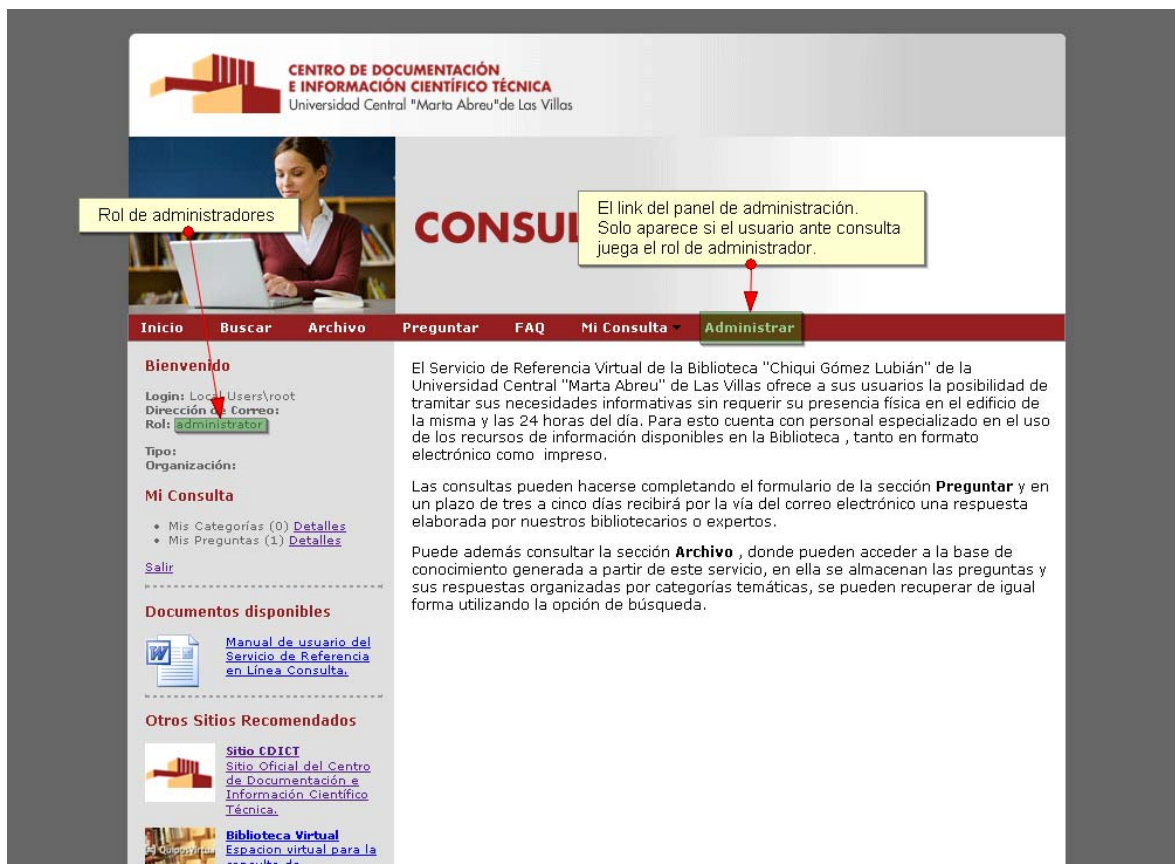 CENTRO DE DOCUMENTACIÓN
E INFORMACIÓN CIENTÍFICO TÉCNICA
Universidad Central "Marta Abreu"de Las Villas
Rol de administradores
CONSU
El link del panel de administración.
Solo aparece si el usuario ante consulta
juega el rol de administrador.
Inicio Buscar Archivo Preguntar FAQ Mi Consulta Administrar
Bienvenido
Login: Local Users\root
Dirección de Correo:
Rol: administrator
Tipo:
Organización:
Mi Consulta
• Mis Categorías (0) Detalles
• Mis Preguntas (1) Detalles
Salir
Documentos disponibles
Manual de usuario del
Servicio de Referencia
en Línea Consulta.
Otros Sitios Recomendados
Sitio CDICT
Sitio Oficial del Centro
de Documentación e
Información Científico
Técnica.
Biblioteca Virtual
Espacion virtual para la
consulta de
El Servicio de Referencia Virtual de la Biblioteca "Chiqui Gómez Lubián" de la
Universidad Central "Marta Abreu" de Las Villas ofrece a sus usuarios la posibilidad de
tramitar sus necesidades informativas sin requerir su presencia física en el edificio de
la misma y las 24 horas del día. Para esto cuenta con personal especializado en el uso
de los recursos de información disponibles en la Biblioteca , tanto en formato
electrónico como impreso.
Las consultas pueden hacerse completando el formulario de la sección Preguntar y en
un plazo de tres a cinco días recibirá por la vía del correo electrónico una respuesta
elaborada por nuestros bibliotecarios o expertos.
Puede además consultar la sección Archivo , donde pueden acceder a la base de
conocimiento generada a partir de este servicio, en ella se almacenan las preguntas y
sus respuestas organizadas por categorías temáticas, se pueden recuperar de igual
forma utilizando la opción de búsqueda.